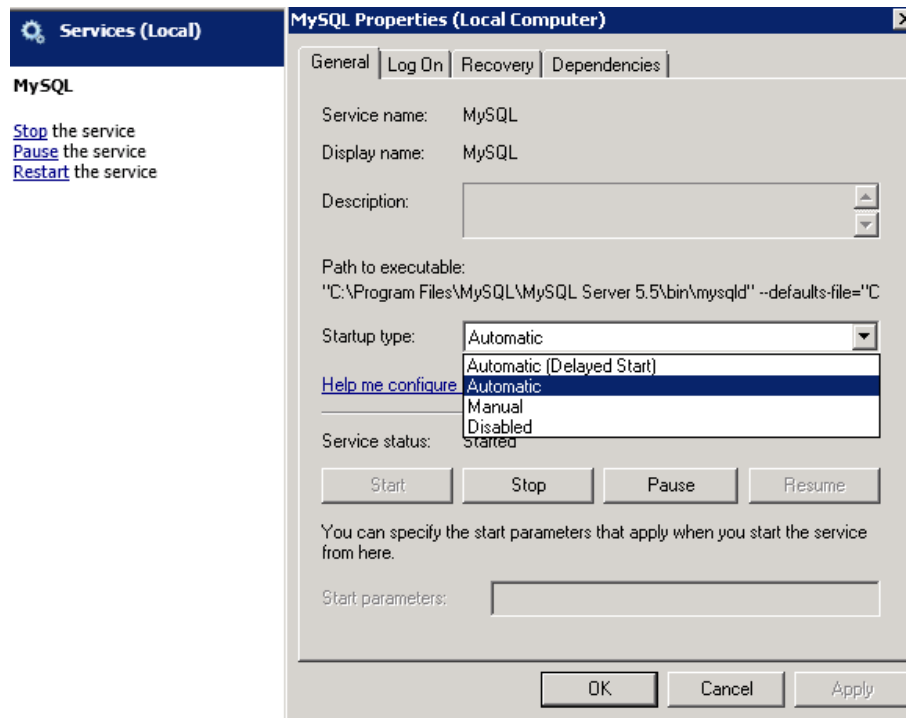 Services (Local)
MySQL
Stop the service
Pause the service
Restart the service
MySQL Properties (Local Computer)
General Log On Recovery Dependencies
Service name: MySQL
Display name: MySQL
Description:
Path to executable:
"C:\Program Files\MySQL\MySQL Server 5.5\bin\mysqld" --defaults-file="C
Startup type: Automatic
Automatic (Delayed Start)
Help me configure Automatic
Manual
Disabled
Service status: Started
Start Stop Pause Resume
You can specify the start parameters that apply when you start the service
from here.
Start parameters:
OK Cancel Apply